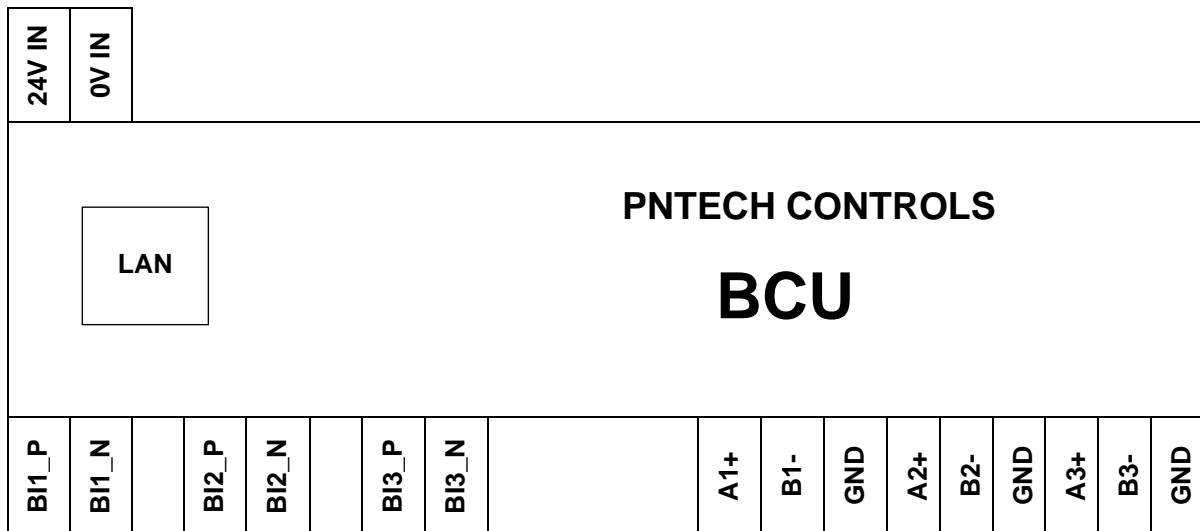 24V IN
0V IN
PNTECH CONTROLS
LAN
BCU
BI1_P
BI1_N
BI2_P
BI2_N
BI3_P
BI3_N
A1+
B1-
GND
A2+
B2-
GND
A3+
B3-
GND